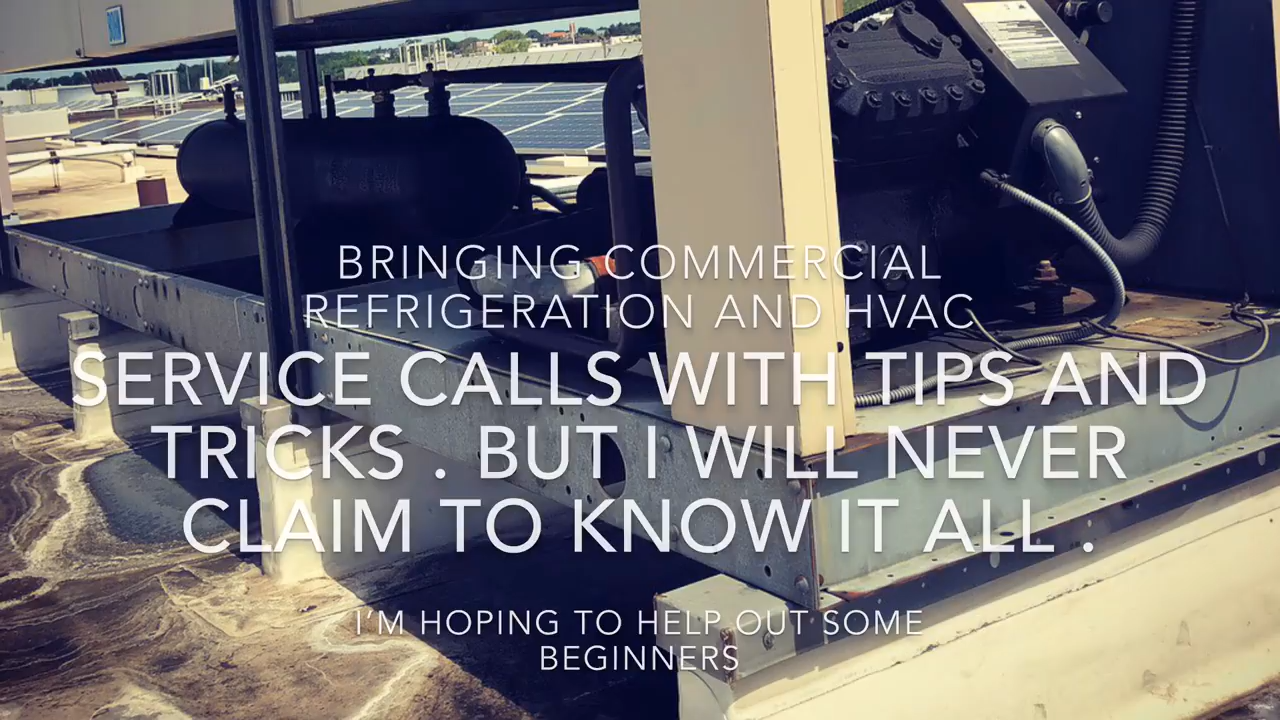 BRINGING COMMERCIAL
REFRIGERATION AND HVAC
SERVICE CALLS WITH TIPS AND
TRICKS . BUT I WILL NEVER
CLAIM TO KNOW IT ALL .
I'M HOPING TO HELP OUT SOME
BEGINNERS